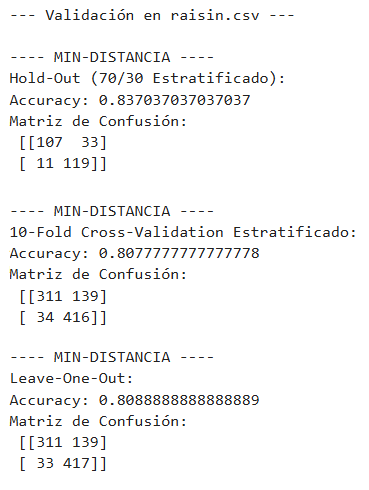 --- Validación en raisin.csv ---
---- MIN-DISTANCIA ----
Hold-Out (70/30 Estratificado):
Accuracy: 0.837037037037037
Matriz de Confusión:
[[107  33]
[ 11 119]]
---- MIN-DISTANCIA ----
10-Fold Cross-Validation Estratificado:
Accuracy: 0.8077777777777778
Matriz de Confusión:
[[311 139]
[ 34 416]]
---- MIN-DISTANCIA ----
Leave-One-Out:
Accuracy: 0.8088888888888889
Matriz de Confusión:
[[311 139]
[ 33 417]]